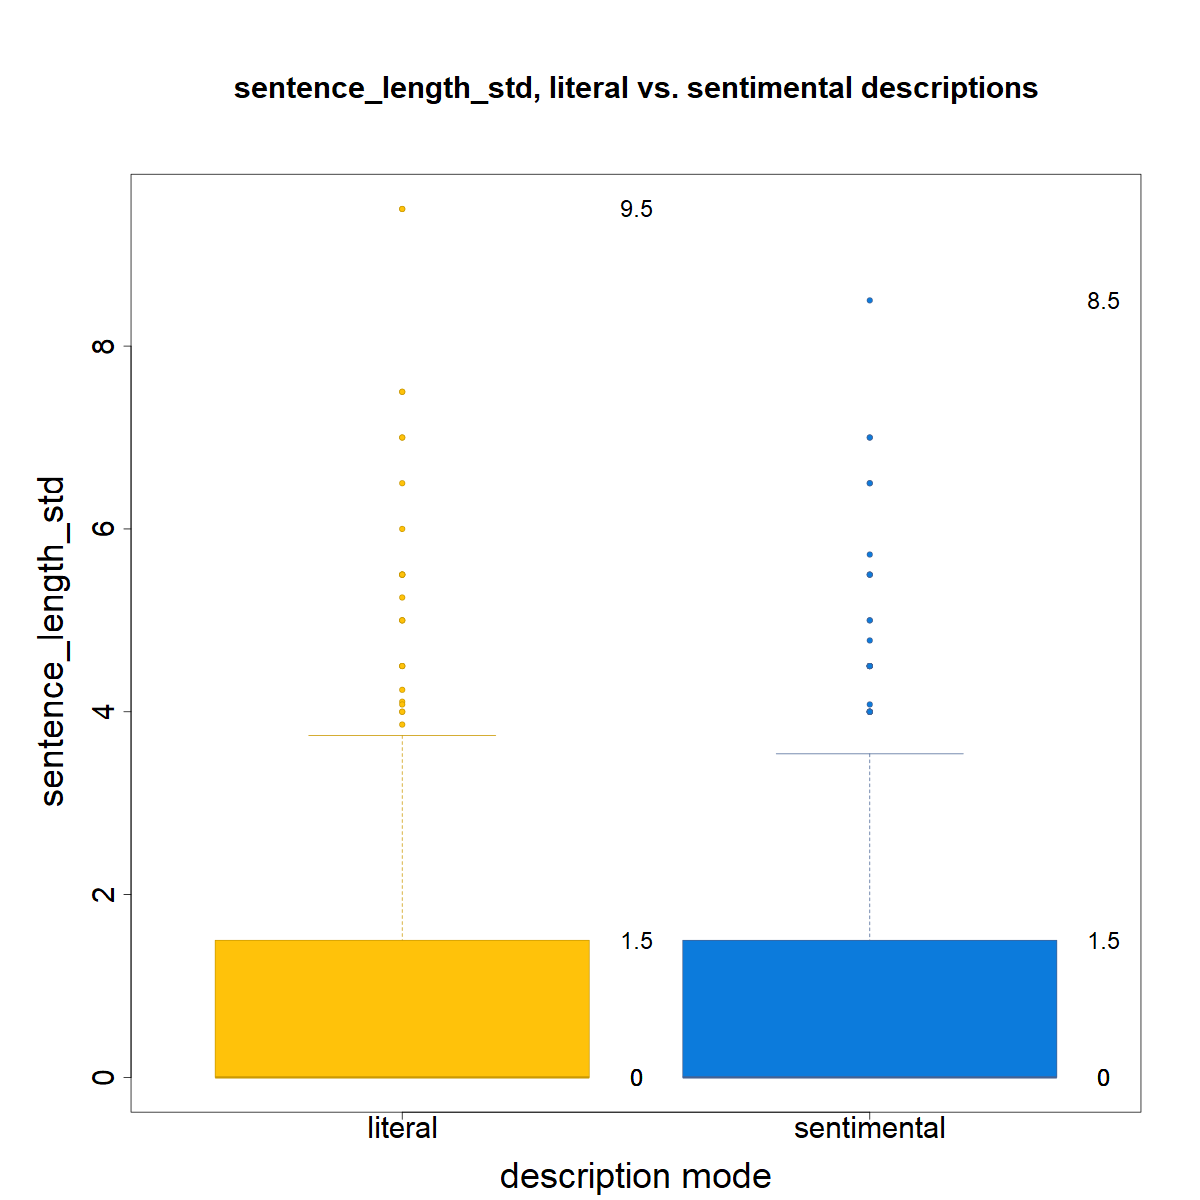 sentence_length_std, literal vs. sentimental descriptions
9.5
8.5
8
6
4
2
0
sentence_length_std
1.5
1.5
0
0
literal
sentimental
description mode